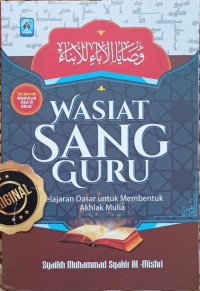 وصايا الآباء للأبناء
WASIAT
SANG
GURU
Pelajaran Dasar untuk Membentuk
Akhlak Mulia
ORIGINAL
Syaikh Muhammad Syakir Al-Mishri